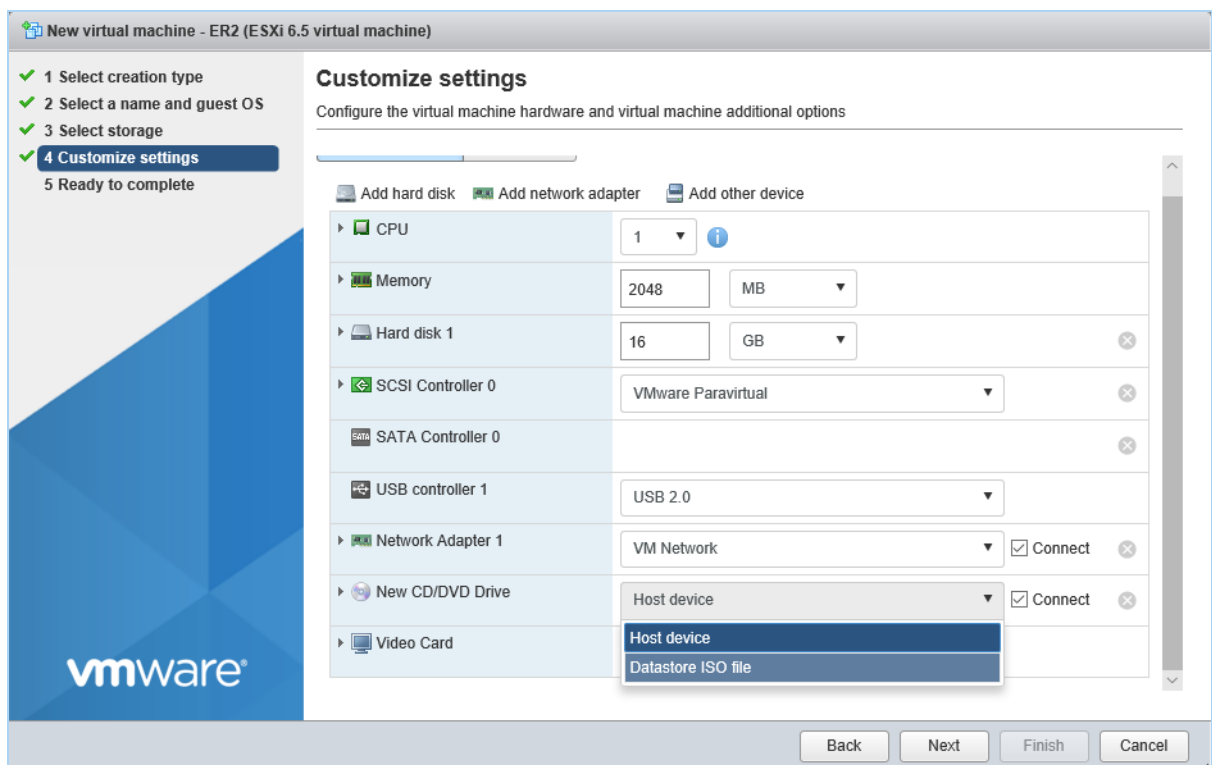 New virtual machine - ER2 (ESXi 6.5 virtual machine)
1 Select creation type
2 Select a name and guest OS
3 Select storage
4 Customize settings
5 Ready to complete
vmware®
Customize settings
Configure the virtual machine hardware and virtual machine additional options
Add hard disk Add network adapter Add other device
CPU 1
Memory 2048 MB
Hard disk 1 16 GB
SCSI Controller 0 VMware Paravirtual
SATA SATA Controller 0
USB controller 1 USB 2.0
Network Adapter 1 VM Network Connect
New CD/DVD Drive Host device Connect
Host device
Video Card
Datastore ISO file
Back Next Finish Cancel